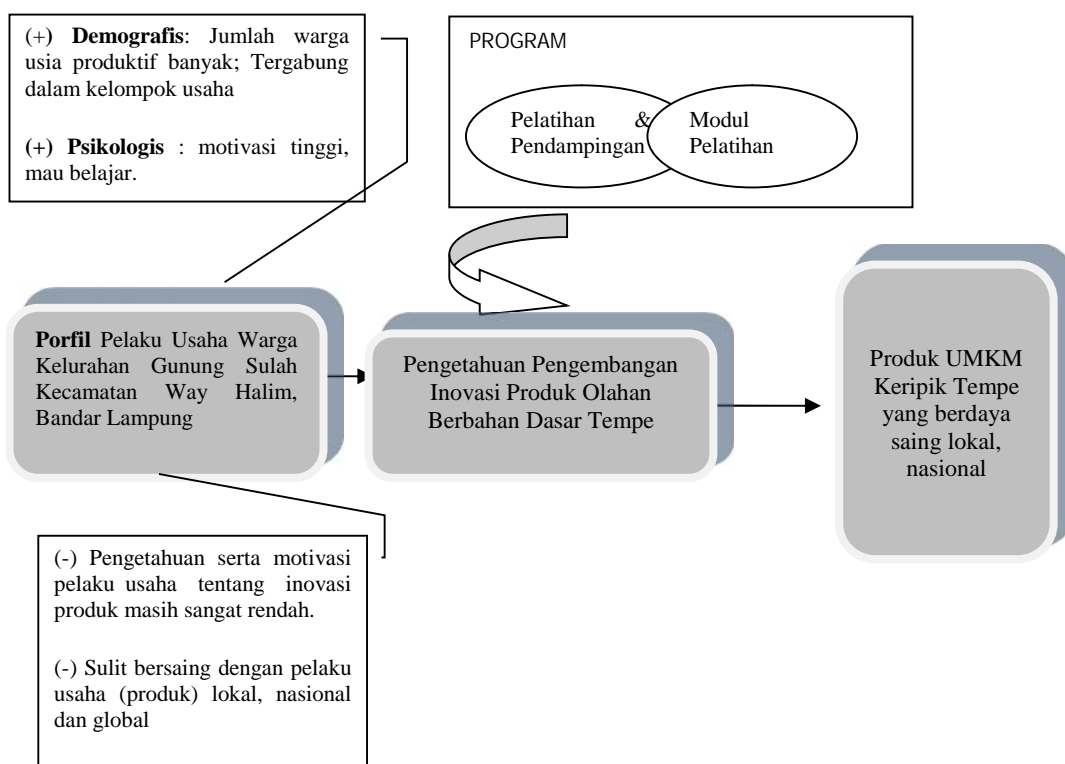 (+) Demografis: Jumlah warga
usia produktif banyak; Tergabung
dalam kelompok usaha
(+) Psikologis : motivasi tinggi,
mau belajar.
PROGRAM
Pelatihan &
Pendampingan
Modul
Pelatihan
Porfil Pelaku Usaha Warga
Kelurahan Gunung Sulah
Kecamatan Way Halim,
Bandar Lampung
Pengetahuan Pengembangan
Inovasi Produk Olahan
Berbahan Dasar Tempe
Produk UMKM
Keripik Tempe
yang berdaya
saing lokal,
nasional
(-) Pengetahuan serta motivasi
pelaku usaha tentang inovasi
produk masih sangat rendah.
(-) Sulit bersaing dengan pelaku
usaha (produk) lokal, nasional
dan global